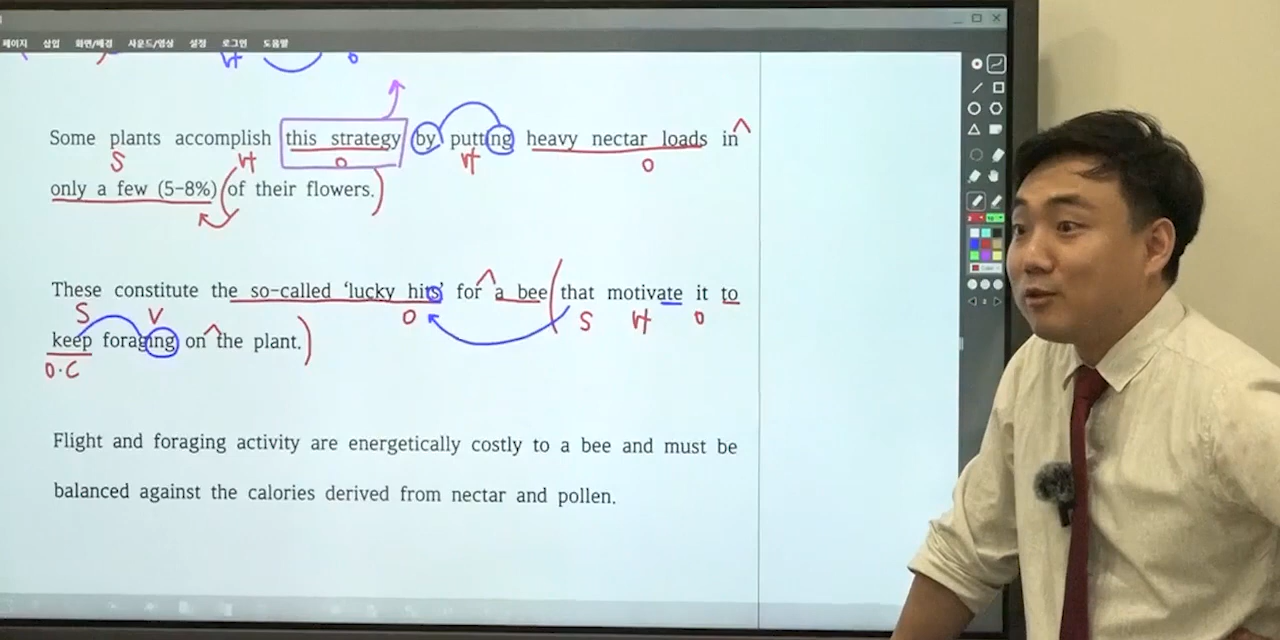 페이지 삽입 화면/배경 사운드/영상 설정 로그인 도움말
vt o
Some plants accomplish this strategy by putting heavy nectar loads in
S vt o vt o
only a few (5–8%) (of their flowers.)
These constitute the so-called ‘lucky hits’ for a bee (that motivate it to
S V o S vt o
keep foraging on the plant.)
O·C
Flight and foraging activity are energetically costly to a bee and must be
balanced against the calories derived from nectar and pollen.